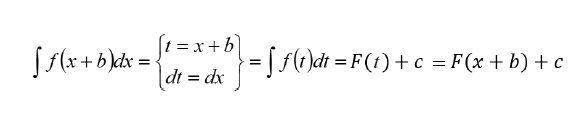 ∫ f(x + b)dx = { t = x + b dt = dx } = ∫ f(t)dt = F(t) + c = F(x + b) + c